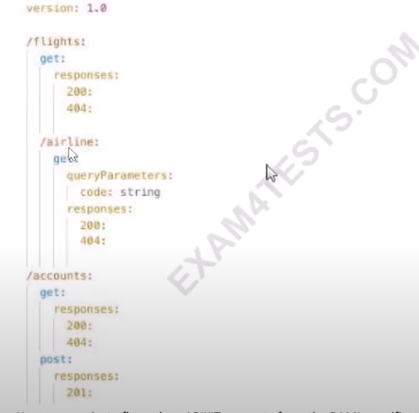 version: 1.0
/flights:
get:
responses:
200:
404:
/airline:
get:
queryParameters:
code: string
responses:
200:
404:
/accounts:
get:
responses:
200:
404:
post:
responses:
201:
EXAM4TESTS.COM